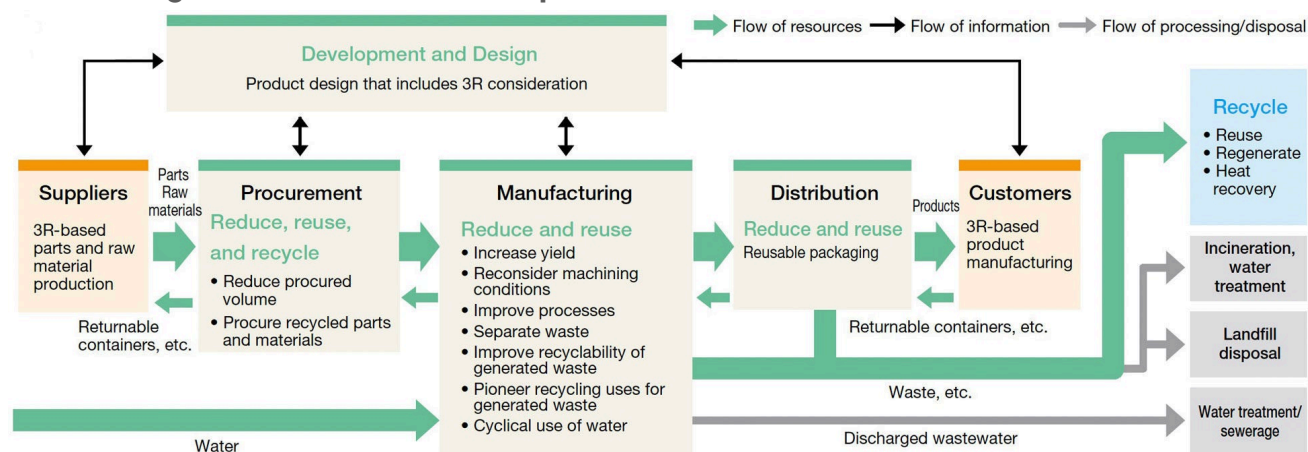 Flow of resources
Flow of information
Flow of processing/disposal
Development and Design
Product design that includes 3R consideration
Suppliers
3R-based
parts and raw
material
production
Parts
Raw
materials
Returnable
containers, etc.
Procurement
Reduce, reuse,
and recycle
• Reduce procured
volume
• Procure recycled parts
and materials
Manufacturing
Reduce and reuse
• Increase yield
• Reconsider machining
conditions
• Improve processes
• Separate waste
• Improve recyclability of
generated waste
• Pioneer recycling uses for
generated waste
• Cyclical use of water
Distribution
Reduce and reuse
Reusable packaging
Products
Customers
3R-based
product
manufacturing
Returnable containers, etc.
Recycle
• Reuse
• Regenerate
• Heat
recovery
Incineration,
water
treatment
Landfill
disposal
Waste, etc.
Water treatment/
sewerage
Water
Discharged wastewater